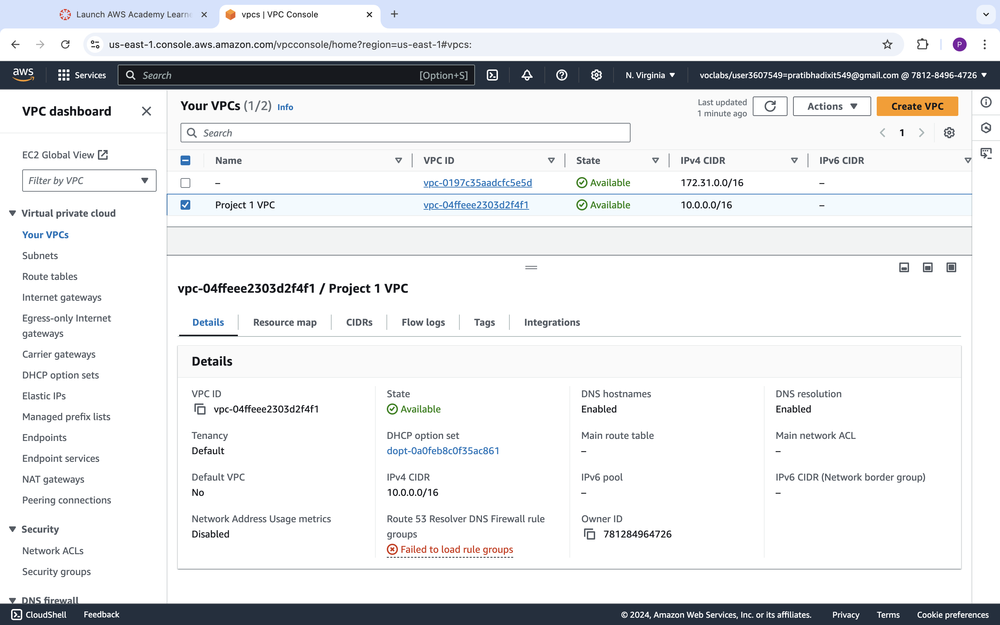 Launch AWS Academy Learne
vpcs | VPC Console
us-east-1.console.aws.amazon.com/vpcconsole/home?region=us-east-1#vpcs:
P
aws
Services
Search
[Option+S]
N. Virginia
voclabs/user3607549=pratibhadixit549@gmail.com @ 7812-8496-4726
VPC dashboard
EC2 Global View
Filter by VPC
Virtual private cloud
Your VPCs
Subnets
Route tables
Internet gateways
Egress-only Internet
gateways
Carrier gateways
DHCP option sets
Elastic IPs
Managed prefix lists
Endpoints
Endpoint services
NAT gateways
Peering connections
Security
Network ACLs
Security groups
DNS firewall
Your VPCs (1/2) Info
Last updated
1 minute ago
Actions
Create VPC
Search
1
Name VPC ID State IPv4 CIDR IPv6 CIDR
– vpc-0197c35aadcfc5e5d Available 172.31.0.0/16 –
Project 1 VPC vpc-04ffeee2303d2f4f1 Available 10.0.0.0/16 –
vpc-04ffeee2303d2f4f1 / Project 1 VPC
Details Resource map CIDRs Flow logs Tags Integrations
Details
VPC ID
vpc-04ffeee2303d2f4f1
State
Available
DNS hostnames
Enabled
DNS resolution
Enabled
Tenancy
Default
DHCP option set
dopt-0a0feb8c0f35ac861
Main route table
–
Main network ACL
–
Default VPC
No
IPv4 CIDR
10.0.0.0/16
IPv6 pool
–
IPv6 CIDR (Network border group)
–
Network Address Usage metrics
Disabled
Route 53 Resolver DNS Firewall rule
groups
Failed to load rule groups
Owner ID
781284964726
CloudShell
Feedback
© 2024, Amazon Web Services, Inc. or its affiliates.
Privacy
Terms
Cookie preferences